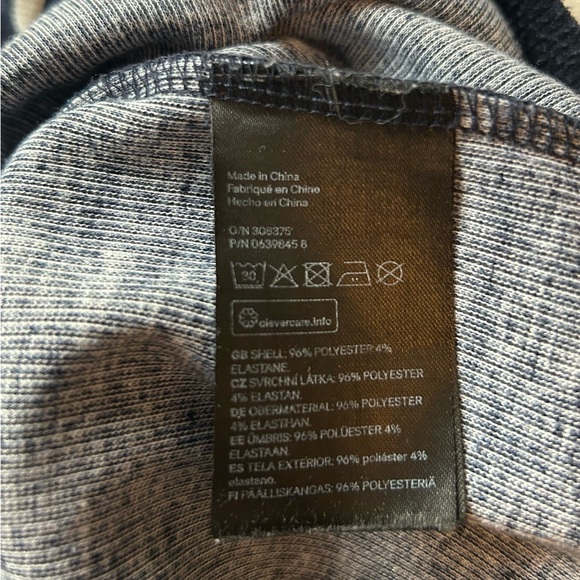 Made in China
Fabriqué en Chine
Hecho en China
O/N 308375
P/N 0639845 8
30
clevercare.info
GB SHELL: 96% POLYESTER 4%
ELASTANE.
CZ SVRCHNÍ LÁTKA: 96% POLYESTER
4% ELASTAN.
DE OBERMATERIAL: 96% POLYESTER
4% ELASTHAN.
EE ÜMBRIS: 96% POLÜESTER 4%
ELASTAAN.
ES TELA EXTERIOR: 96% poliéster 4%
elastano.
FI PÄÄLLISKANGAS: 96% POLYESTERIÄ